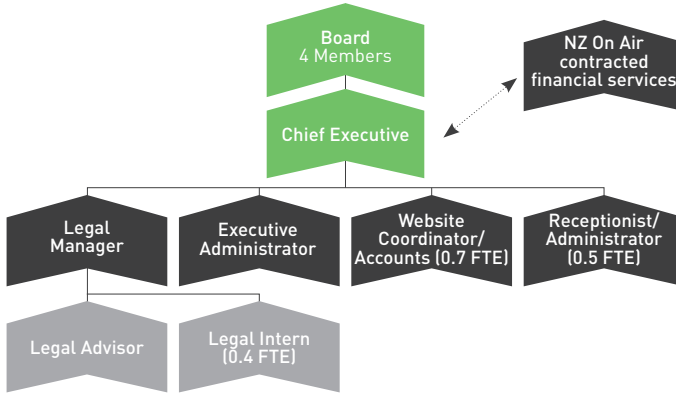 Board
4 Members
NZ On Air
contracted
financial services
Chief Executive
Legal
Manager
Executive
Administrator
Website
Coordinator/
Accounts (0.7 FTE)
Receptionist/
Administrator
(0.5 FTE)
Legal Advisor
Legal Intern
(0.4 FTE)